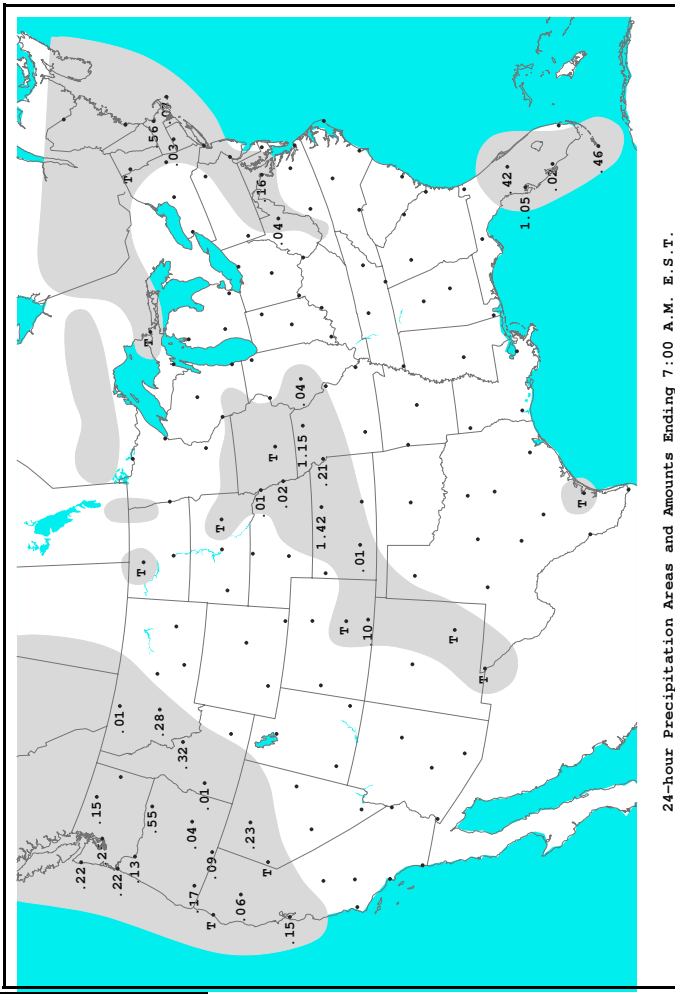 .22
.25
.22
.13
.15
.55
.17
.09
.04
.01
T
.06
.15
.23
T
.01
.28
.32
T
T
T
.01
.02
1.42
.21
1.15
.04
.01
T
.10
T
T
T
T
T
.56
.07
.03
.16
.04
.42
1.05
.02
.46
T
24-hour Precipitation Areas and Amounts Ending 7:00 A.M. E.S.T.